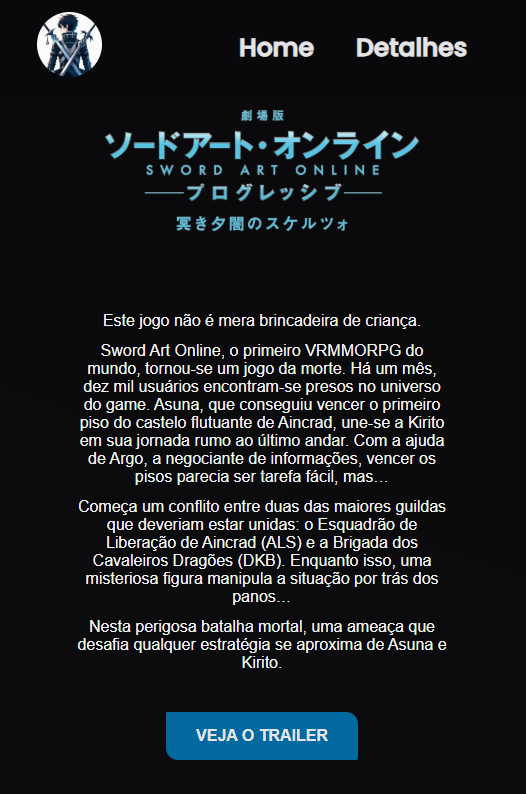 Home Detalhes
劇場版
ソードアート・オンライン
SWORD ART ONLINE
プログレッシブ
冥き夕闇のスケルツォ
Este jogo não é mera brincadeira de criança.
Sword Art Online, o primeiro VRMMORPG do
mundo, tornou-se um jogo da morte. Há um mês,
dez mil usuários encontram-se presos no universo
do game. Asuna, que conseguiu vencer o primeiro
piso do castelo flutuante de Aincrad, une-se a Kirito
em sua jornada rumo ao último andar. Com a ajuda
de Argo, a negociante de informações, vencer os
pisos parecia ser tarefa fácil, mas…
Começa um conflito entre duas das maiores guildas
que deveriam estar unidas: o Esquadrão de
Liberação de Aincrad (ALS) e a Brigada dos
Cavaleiros Dragões (DKB). Enquanto isso, uma
misteriosa figura manipula a situação por trás dos
panos…
Nesta perigosa batalha mortal, uma ameaça que
desafia qualquer estratégia se aproxima de Asuna e
Kirito.
VEJA O TRAILER